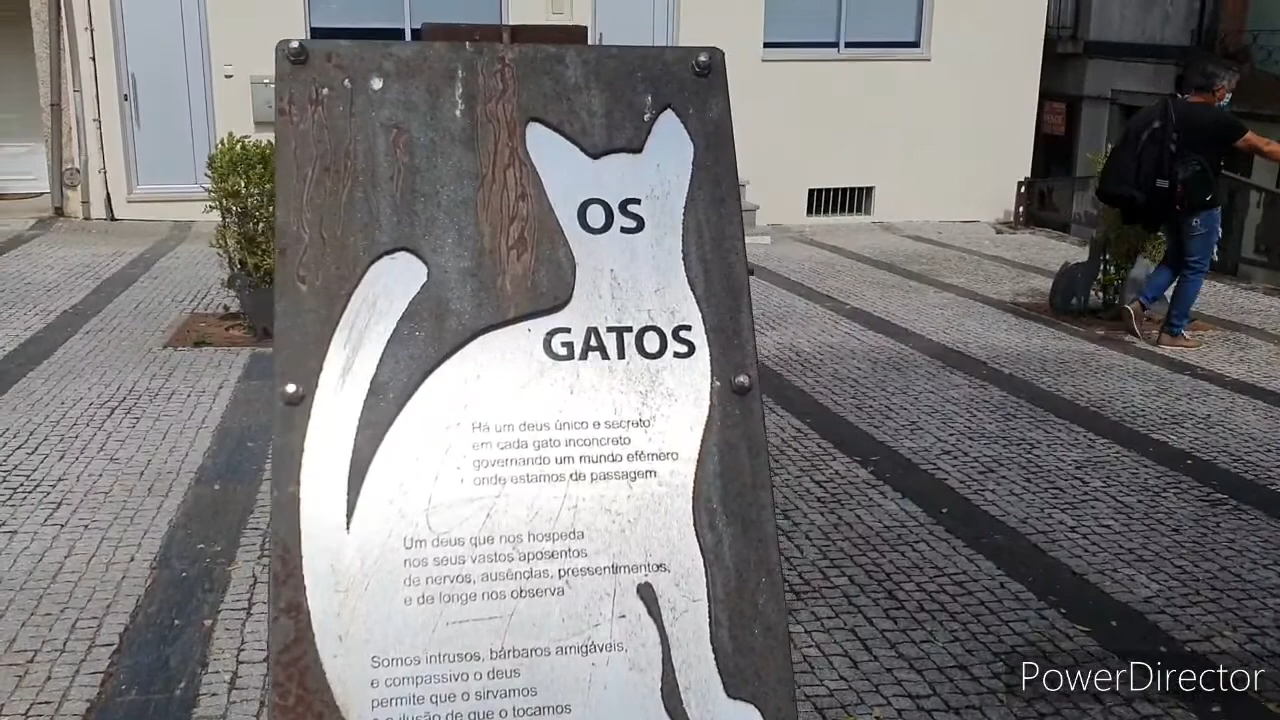 OS
GATOS
Há um deus único e secreto
em cada gato inconcreto
governando um mundo efémero
onde estamos de passagem
Um deus que nos hospeda
nos seus vastos aposentos
de nervos, ausências, pressentimentos,
e de longe nos observa
Somos intrusos, bárbaros amigáveis,
e compassivo o deus
permite que o sirvamos
e a ilusão de que o tocamos
VENDE
PowerDirector